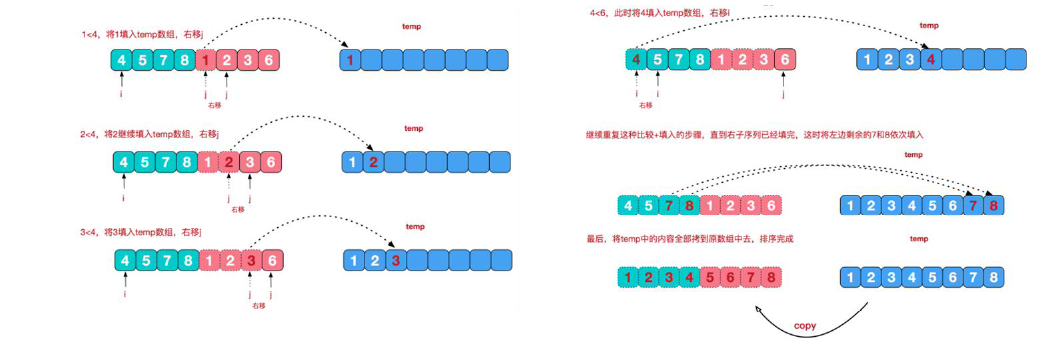 temp
1<4，将1填入temp数组，右移j
4 5 7 8 1 2 3 6
1
i j j
右移
2<4，将2继续填入temp数组，右移j
temp
4 5 7 8 1 2 3 6
1 2
i j j
右移
3<4，将3填入temp数组，右移j
temp
4 5 7 8 1 2 3 6
1 2 3
i j j
右移
4<6，此时将4填入temp数组，右移i
temp
4 5 7 8 1 2 3 6
1 2 3 4
i i j
右移
继续重复这种比较+填入的步骤，直到右子序列已经填完，这时将左边剩余的7和8依次填入
temp
4 5 7 8 1 2 3 6
1 2 3 4 5 6 7 8
最后，将temp中的内容全部拷到原数组中去，排序完成
temp
1 2 3 4 5 6 7 8
1 2 3 4 5 6 7 8
copy